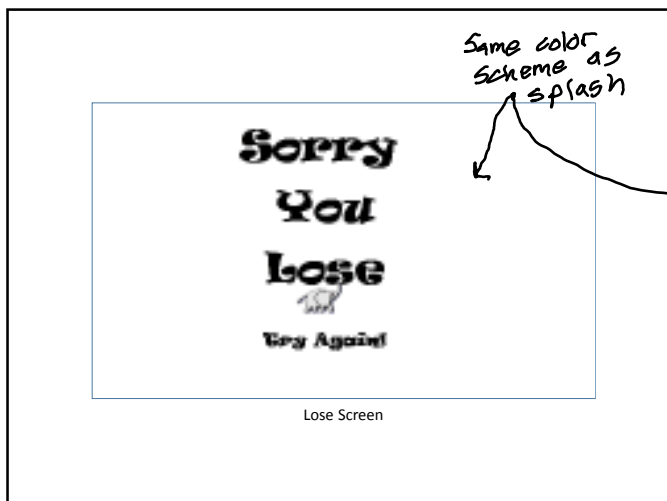 Same color
scheme as
splash
Sorry
You
Lose
Try Again!
Lose Screen